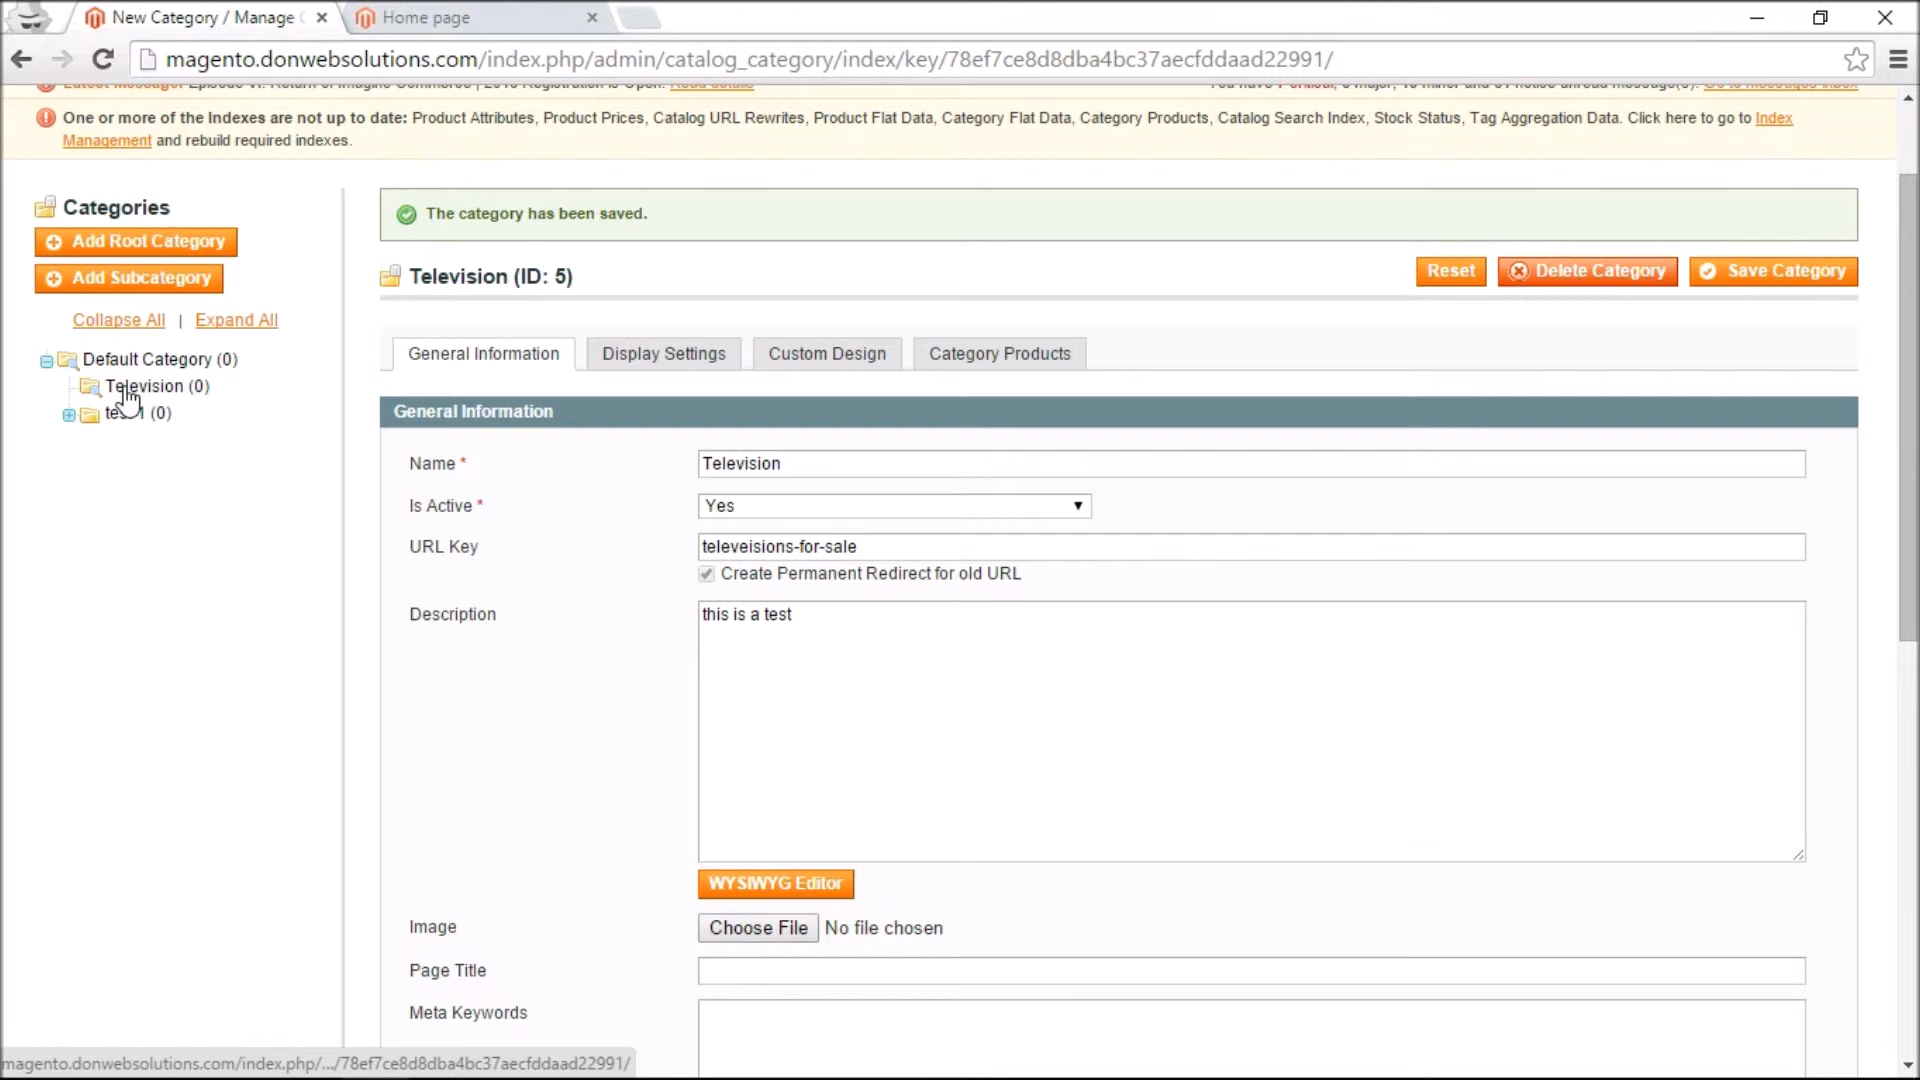 New Category / Manage
Home page
magento.donwebsolutions.com/index.php/admin/catalog_category/index/key/78ef7ce8d8dba4bc37aecfddaad22991/
One or more of the Indexes are not up to date: Product Attributes, Product Prices, Catalog URL Rewrites, Product Flat Data, Category Flat Data, Category Products, Catalog Search Index, Stock Status, Tag Aggregation Data. Click here to go to Index
Management and rebuild required indexes.
Categories
Add Root Category
Add Subcategory
Collapse All | Expand All
Default Category (0)
Television (0)
(0)
The category has been saved.
Television (ID: 5)
Reset
Delete Category
Save Category
General Information
Display Settings
Custom Design
Category Products
General Information
Name *
Television
Is Active *
Yes
URL Key
televeisions-for-sale
Create Permanent Redirect for old URL
Description
this is a test
WYSIWYG Editor
Image
Choose File No file chosen
Page Title
Meta Keywords
magento.donwebsolutions.com/index.php/.../78ef7ce8d8dba4bc37aecfddaad22991/